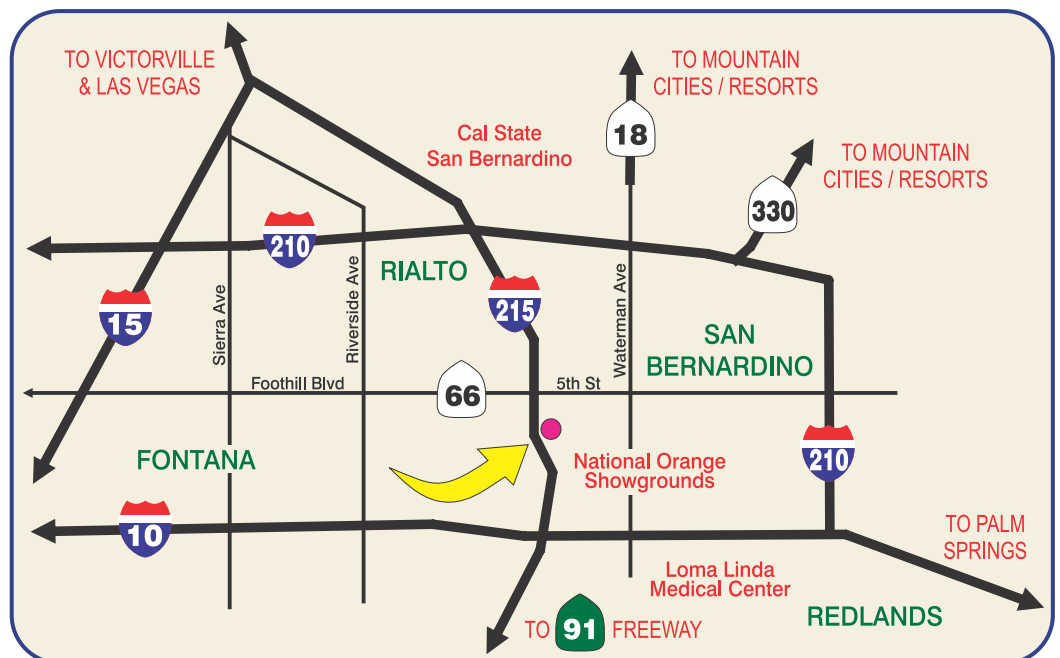 TO VICTORVILLE
& LAS VEGAS
TO MOUNTAIN
CITIES / RESORTS
18
Cal State
San Bernardino
TO MOUNTAIN
CITIES / RESORTS
330
210
RIALTO
215
15
Sierra Ave
Riverside Ave
Waterman Ave
SAN
BERNARDINO
Foothill Blvd
66
5th St
FONTANA
National Orange
Showgrounds
210
10
TO PALM
SPRINGS
Loma Linda
Medical Center
REDLANDS
TO 91 FREEWAY